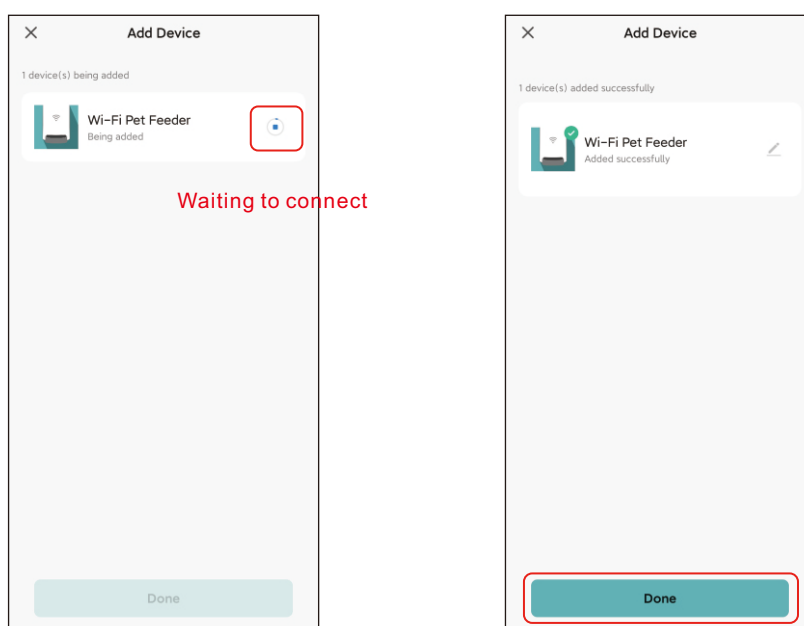 Add Device
1 device(s) being added
Wi-Fi Pet Feeder
Being added
Waiting to connect
Done
Add Device
1 device(s) added successfully
Wi-Fi Pet Feeder
Added successfully
Done